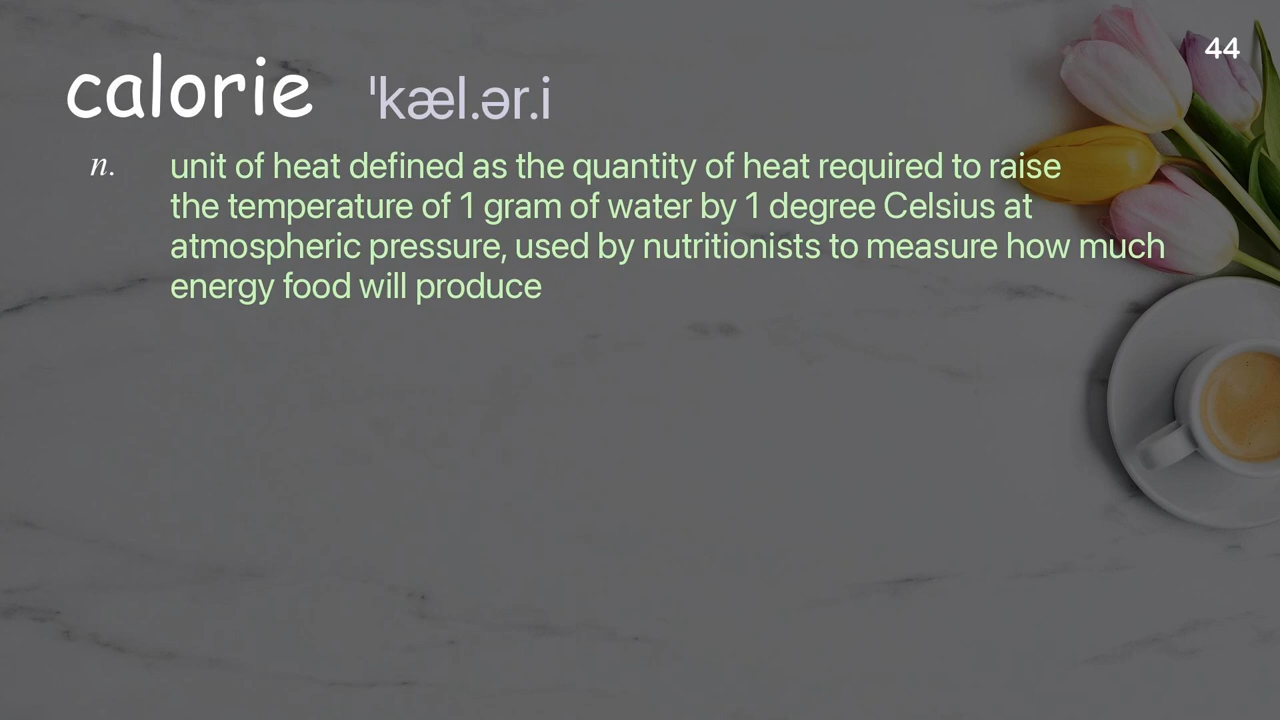 44
calorie ˈkæl.ər.i
n. unit of heat defined as the quantity of heat required to raise
the temperature of 1 gram of water by 1 degree Celsius at
atmospheric pressure, used by nutritionists to measure how much
energy food will produce